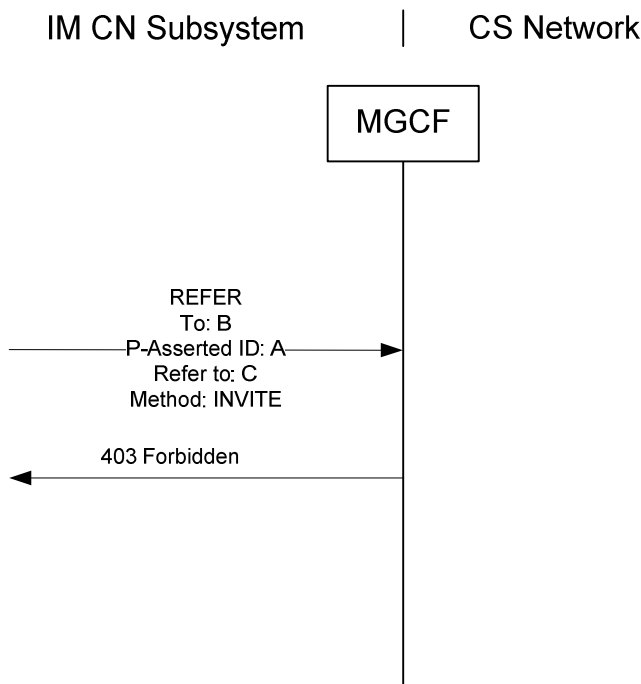 IM CN Subsystem | CS Network
MGCF
REFER
To: B
P-Asserted ID: A
Refer to: C
Method: INVITE
403 Forbidden